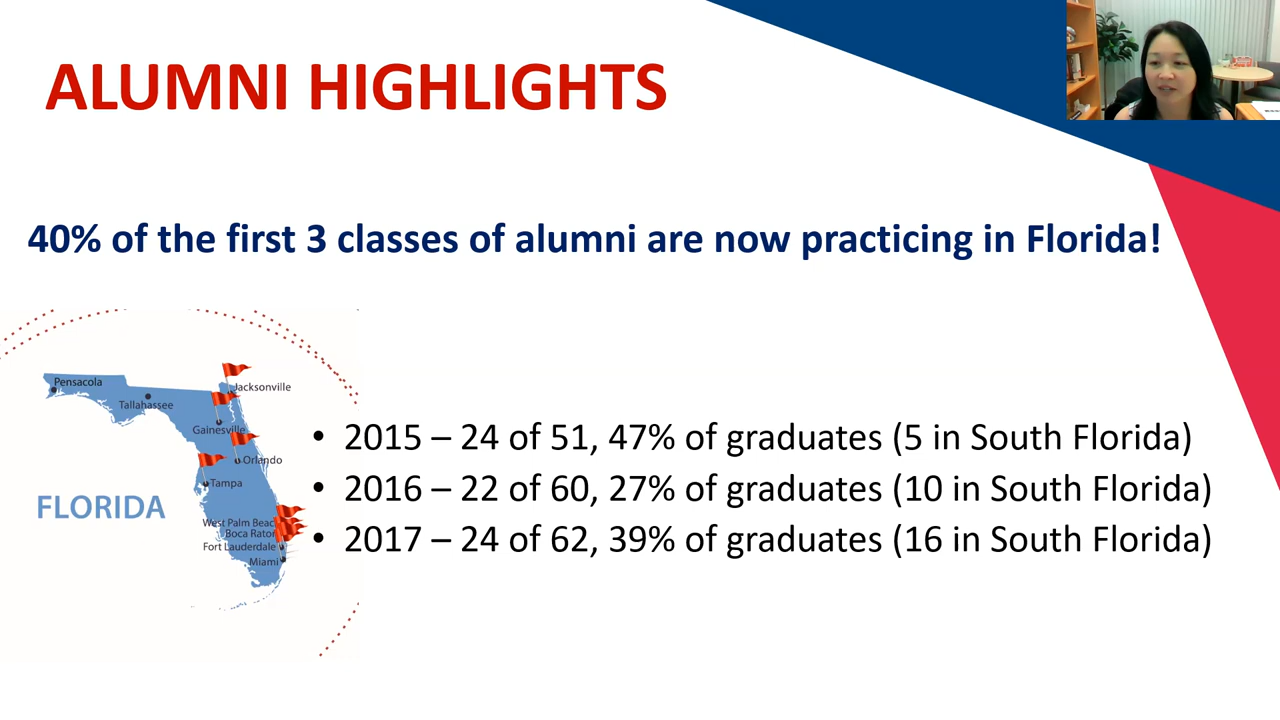 ALUMNI HIGHLIGHTS
40% of the first 3 classes of alumni are now practicing in Florida!
Pensacola
Tallahassee
Jacksonville
Gainesville
Orlando
Tampa
FLORIDA
West Palm Beach
Boca Raton
Fort Lauderdale
Miami
• 2015 – 24 of 51, 47% of graduates (5 in South Florida)
• 2016 – 22 of 60, 27% of graduates (10 in South Florida)
• 2017 – 24 of 62, 39% of graduates (16 in South Florida)